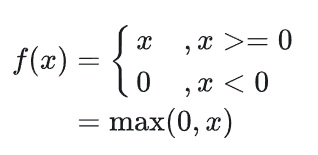 f(x) = { x , x >= 0
0 , x < 0
= max(0, x)